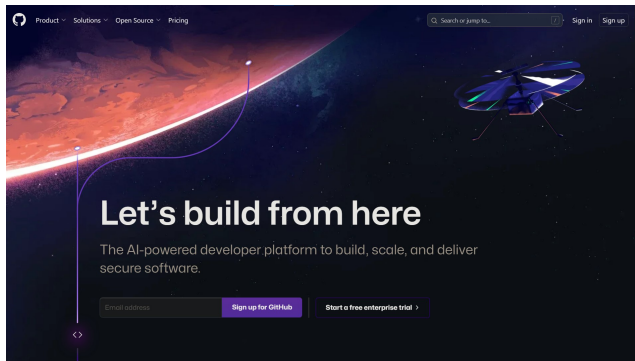 Product
Solutions
Open Source
Pricing
Search or jump to...
/
Sign in
Sign up
Let's build from here
The AI-powered developer platform to build, scale, and deliver
secure software.
Email address
Sign up for GitHub
Start a free enterprise trial >
<>